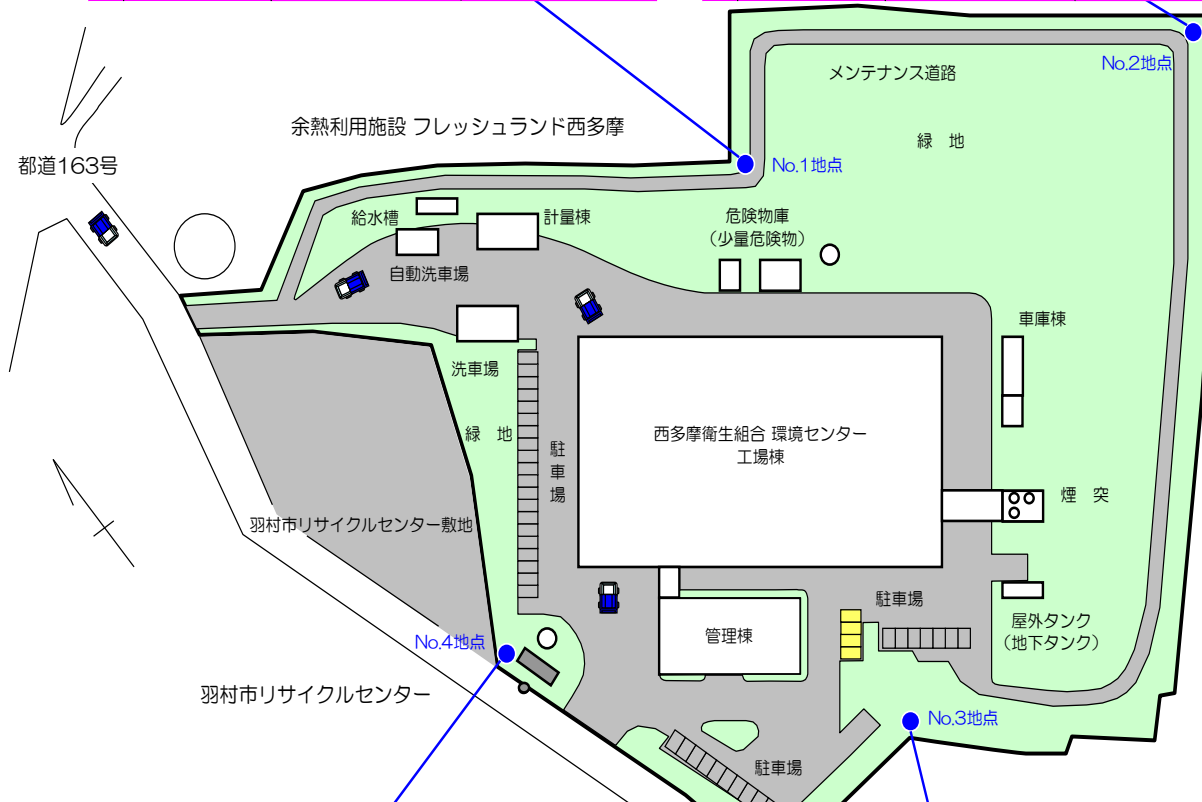 メンテナンス道路
No.2地点
余熱利用施設 フレッシュランド西多摩
緑　地
都道163号
No.1地点
給水槽
計量棟
危険物庫
（少量危険物）
自動洗車場
車庫棟
洗車場
緑　地
駐車場
西多摩衛生組合 環境センター
工場棟
煙　突
羽村市リサイクルセンター敷地
駐車場
屋外タンク
（地下タンク）
管理棟
No.4地点
羽村市リサイクルセンター
No.3地点
駐車場